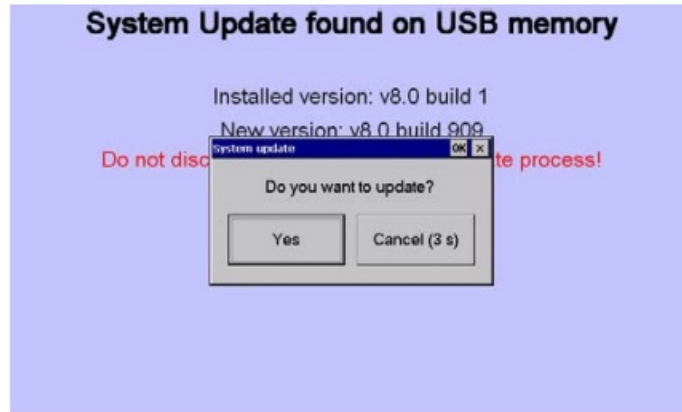 System Update found on USB memory
Installed version: v8.0 build 1
New version: v8.0 build 909
Do not disc
te process!
System update
OK ×
Do you want to update?
Yes
Cancel (3 s)